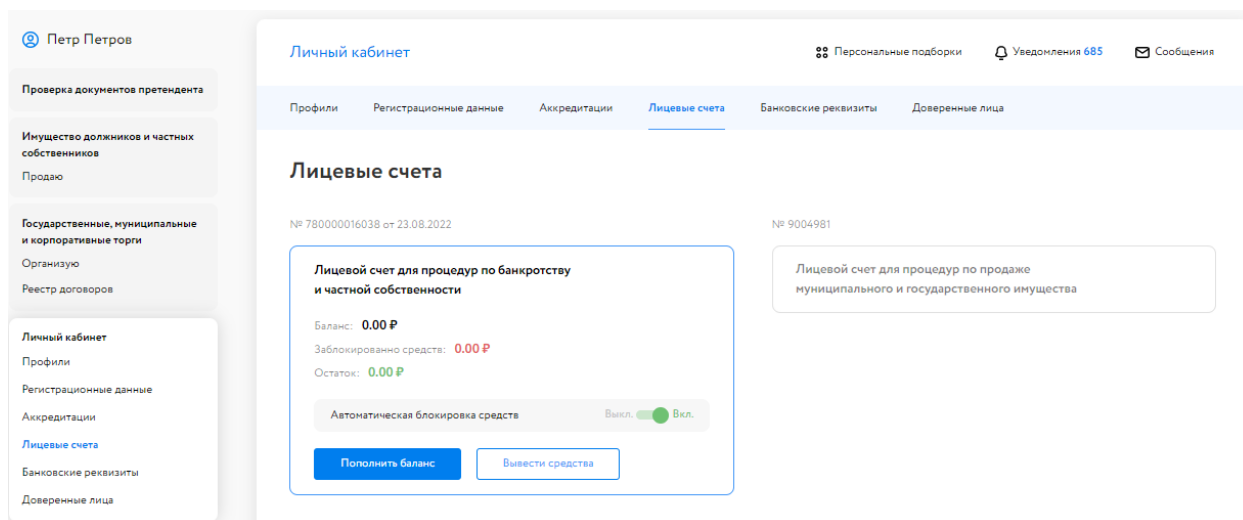 Петр Петров
Проверка документов претендента
Имущество должников и частных
собственников
Продаю
Государственные, муниципальные
и корпоративные торги
Организую
Реестр договоров
Личный кабинет
Профили
Регистрационные данные
Аккредитации
Лицевые счета
Банковские реквизиты
Доверенные лица
Личный кабинет
Персональные подборки
Уведомления 685
Сообщения
Профили
Регистрационные данные
Аккредитации
Лицевые счета
Банковские реквизиты
Доверенные лица
Лицевые счета
№ 780000016038 от 23.08.2022
Лицевой счет для процедур по банкротству
и частной собственности
Баланс: 0.00 ₽
Заблокированно средств: 0.00 ₽
Остаток: 0.00 ₽
Автоматическая блокировка средств Выкл. Вкл.
Пополнить баланс
Вывести средства
№ 9004981
Лицевой счет для процедур по продаже
муниципального и государственного имущества